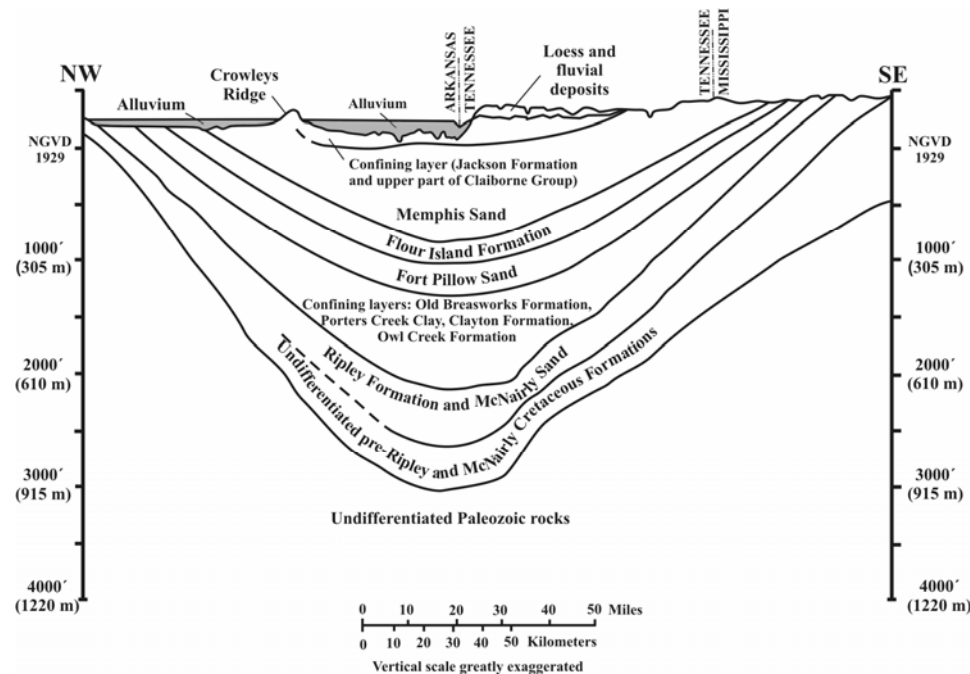 NW
SE
Crowleys
Ridge
Alluvium
Alluvium
ARKANSAS
TENNESSEE
Loess and
fluvial
deposits
TENNESSEE
MISSISSIPPI
NGVD
1929
NGVD
1929
Confining layer (Jackson Formation
and upper part of Claiborne Group)
Memphis Sand
Flour Island Formation
Fort Pillow Sand
Confining layers: Old Breasworks Formation,
Porters Creek Clay, Clayton Formation,
Owl Creek Formation
Ripley Formation and McNairly Sand
Undifferentiated pre-Ripley and McNairly Cretaceous Formations
Undifferentiated Paleozoic rocks
1000´
(305 m)
2000´
(610 m)
3000´
(915 m)
4000´
(1220 m)
1000´
(305 m)
2000´
(610 m)
3000´
(915 m)
4000´
(1220 m)
0 10 20 30 40 50 Miles
0 10 20 30 40 50 Kilometers
Vertical scale greatly exaggerated